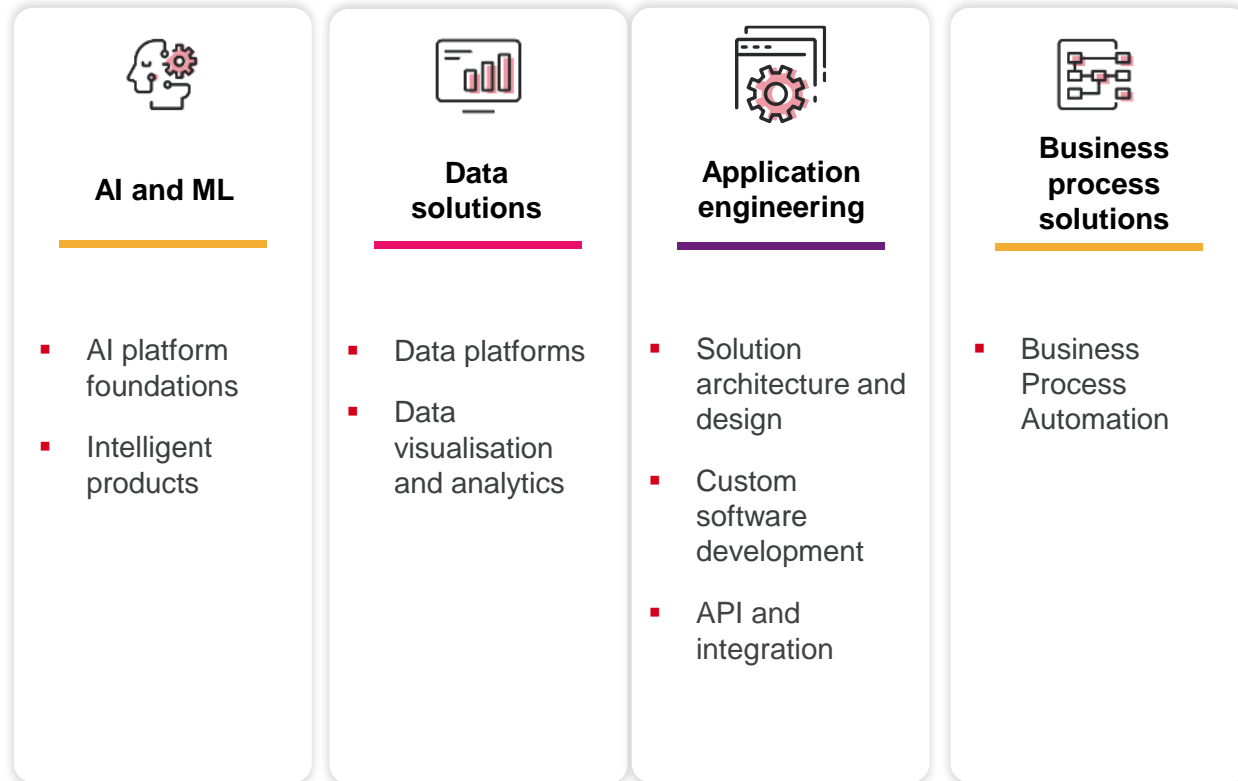 AI and ML
AI platform
foundations
Intelligent
products
Data
solutions
Data platforms
Data
visualisation
and analytics
Application
engineering
Solution
architecture and
design
Custom
software
development
API and
integration
Business
process
solutions
Business
Process
Automation